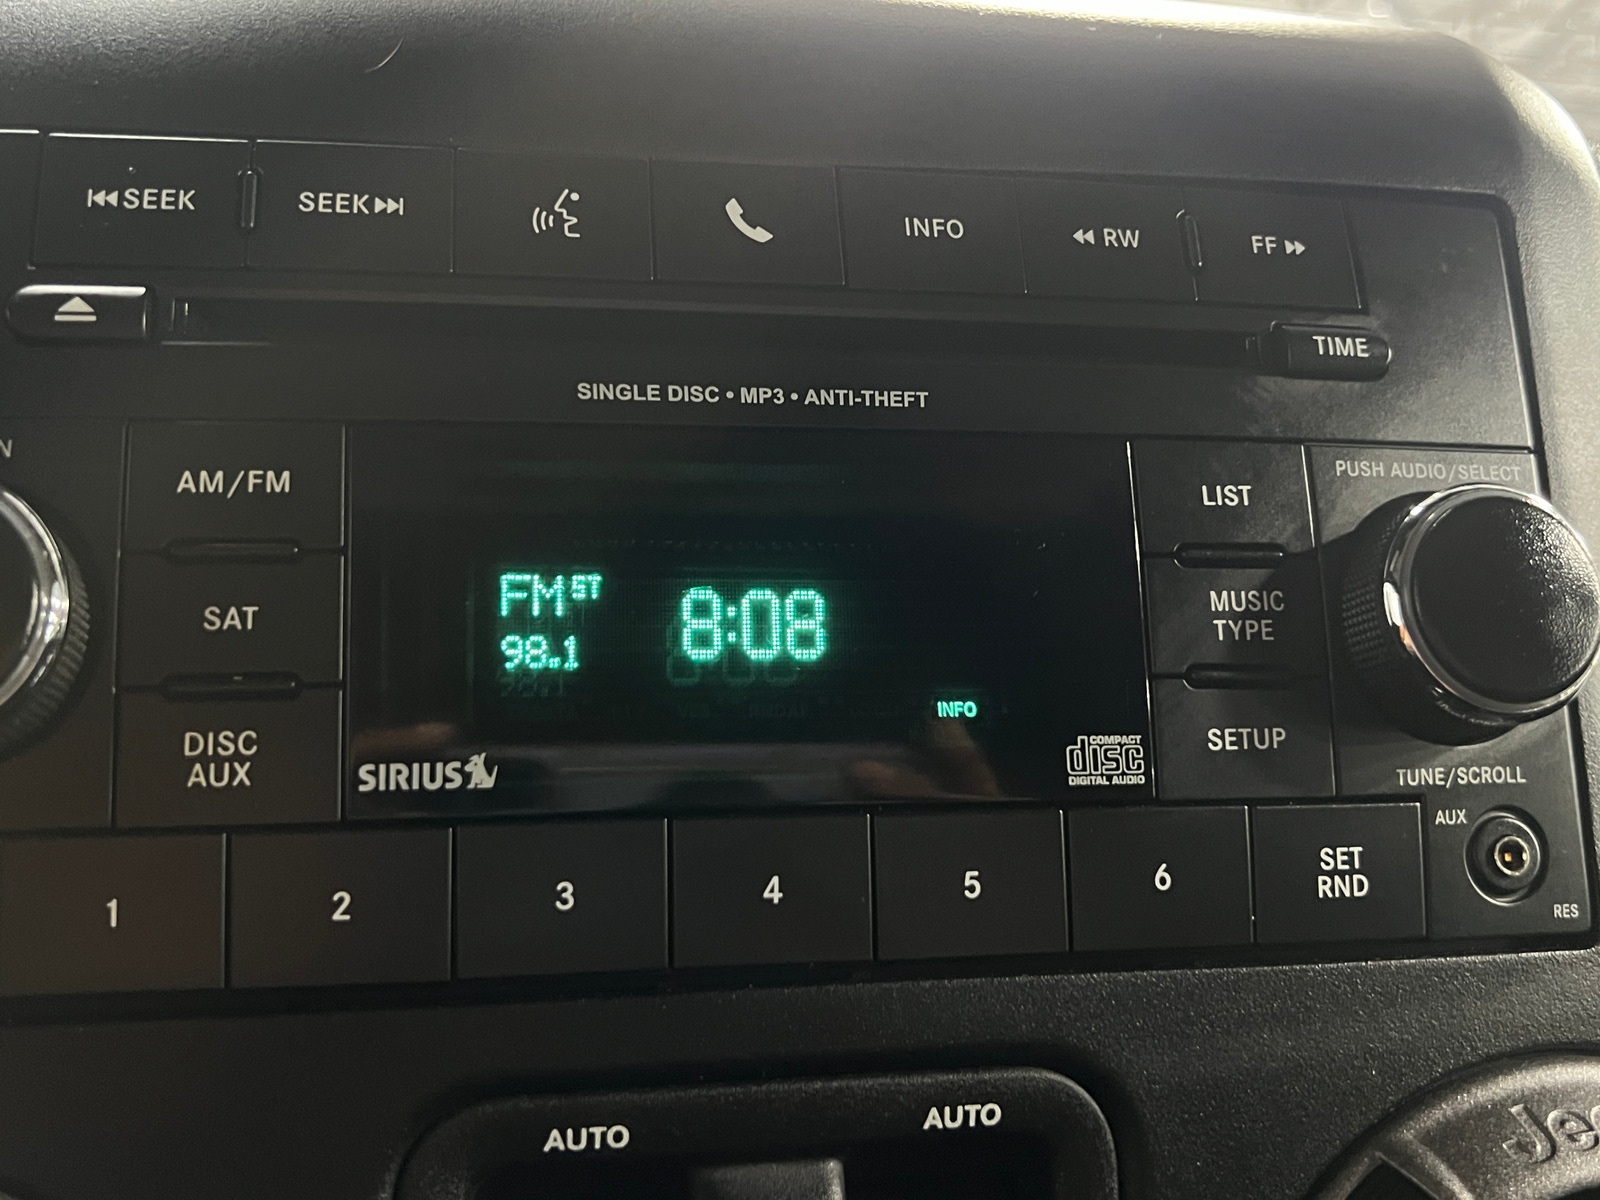 SEEK
SEEK
INFO
RW
FF
TIME
SINGLE DISC • MP3 • ANTI-THEFT
N
AM/FM
SAT
DISC
AUX
FM ST
98.1
8:08
INFO
SIRIUS
COMPACT
disc
DIGITAL AUDIO
LIST
MUSIC
TYPE
SETUP
PUSH AUDIO/SELECT
TUNE/SCROLL
AUX
RES
1
2
3
4
5
6
SET
RND
AUTO
AUTO
Je